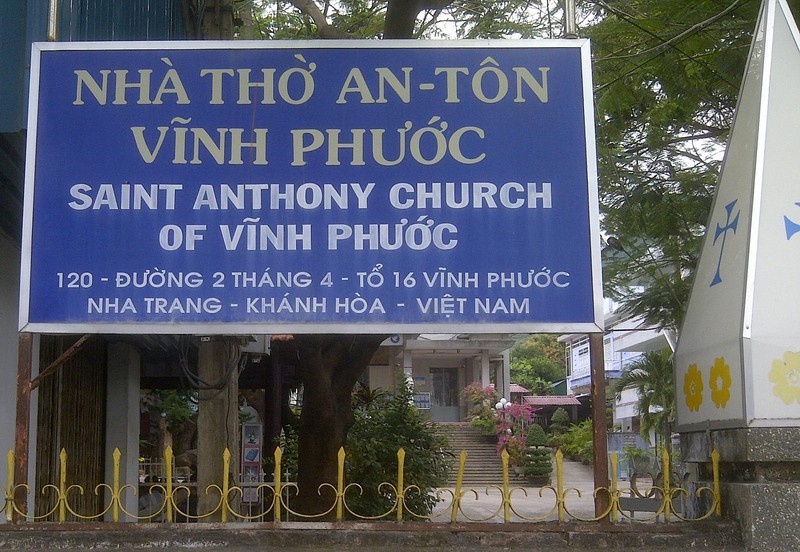 NHÀ THỜ AN-TÔN
VĨNH PHƯỚC
SAINT ANTHONY CHURCH
OF VĨNH PHƯỚC
120 - ĐƯỜNG 2 THÁNG 4 - TỔ 16 VĨNH PHƯỚC
NHA TRANG - KHÁNH HÒA - VIỆT NAM